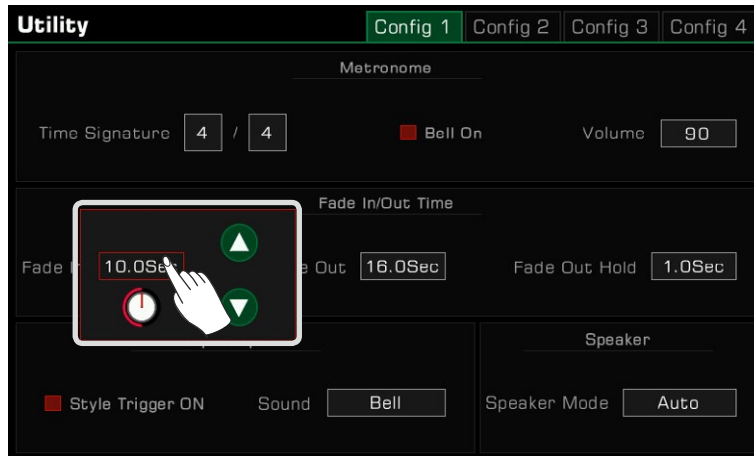 Utility Config 1 Config 2 Config 3 Config 4
Metronome
Time Signature 4 / 4 Bell On Volume 90
Fade In/Out Time
Fade 10.0Sec Out 16.0Sec Fade Out Hold 1.0Sec
Speaker
Style Trigger ON Sound Bell Speaker Mode Auto